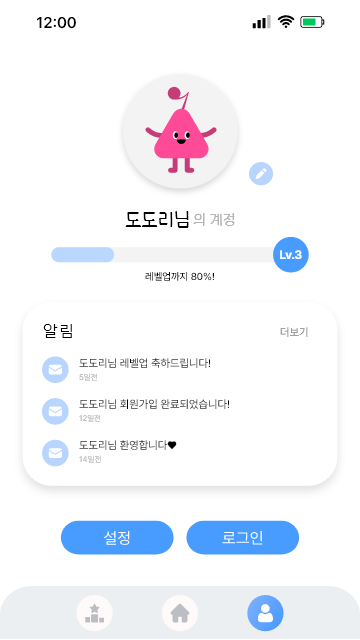 12:00
도도리님 의 계정
Lv.3
레벨업까지 80%!
알림
더보기
도도리님 레벨업 축하드립니다!
5일전
도도리님 회원가입 완료되었습니다!
12일전
도도리님 환영합니다🖤
14일전
설정
로그인